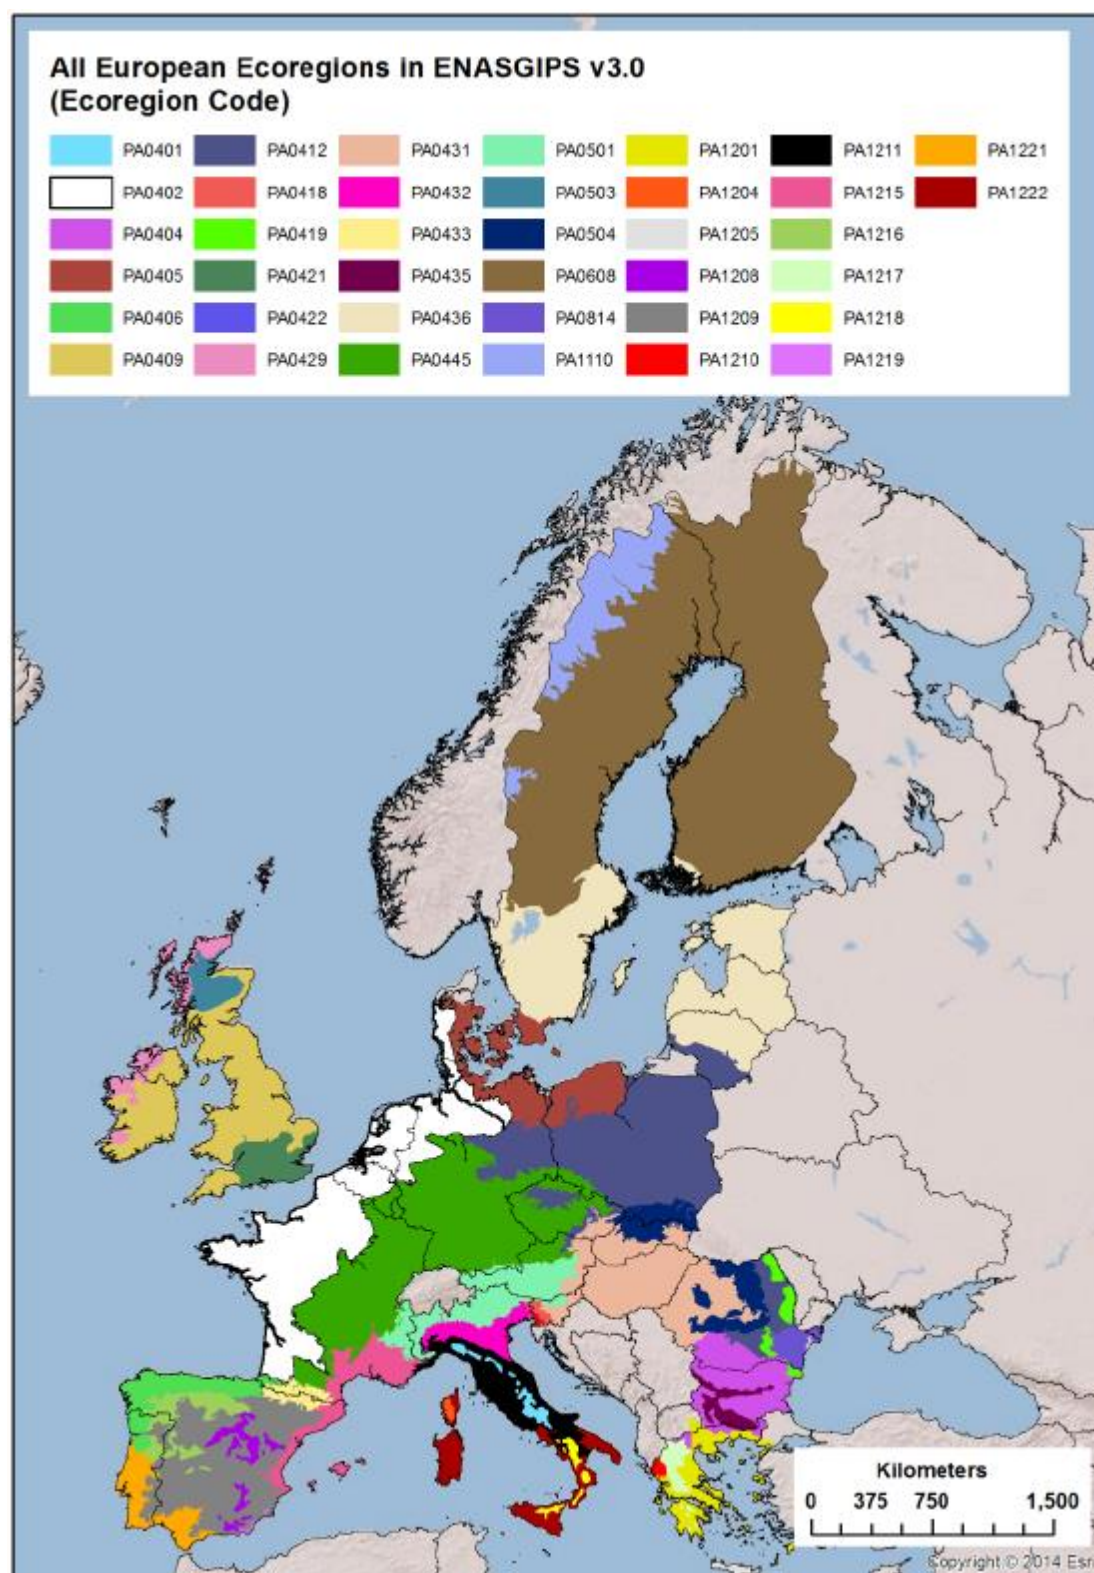 All European Ecoregions in ENASGIPS v3.0
(Ecoregion Code)
PA0401 PA0412 PA0431 PA0501 PA1201 PA1211 PA1221
PA0402 PA0418 PA0432 PA0503 PA1204 PA1215 PA1222
PA0404 PA0419 PA0433 PA0504 PA1205 PA1216
PA0405 PA0421 PA0435 PA0608 PA1208 PA1217
PA0406 PA0422 PA0436 PA0814 PA1209 PA1218
PA0409 PA0429 PA0445 PA1110 PA1210 PA1219
Kilometers
0 375 750 1,500
Copyright © 2014 Esri